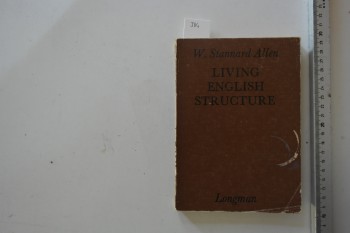 W. Stannard Allen
LIVING
ENGLISH
STRUCTURE
Longman